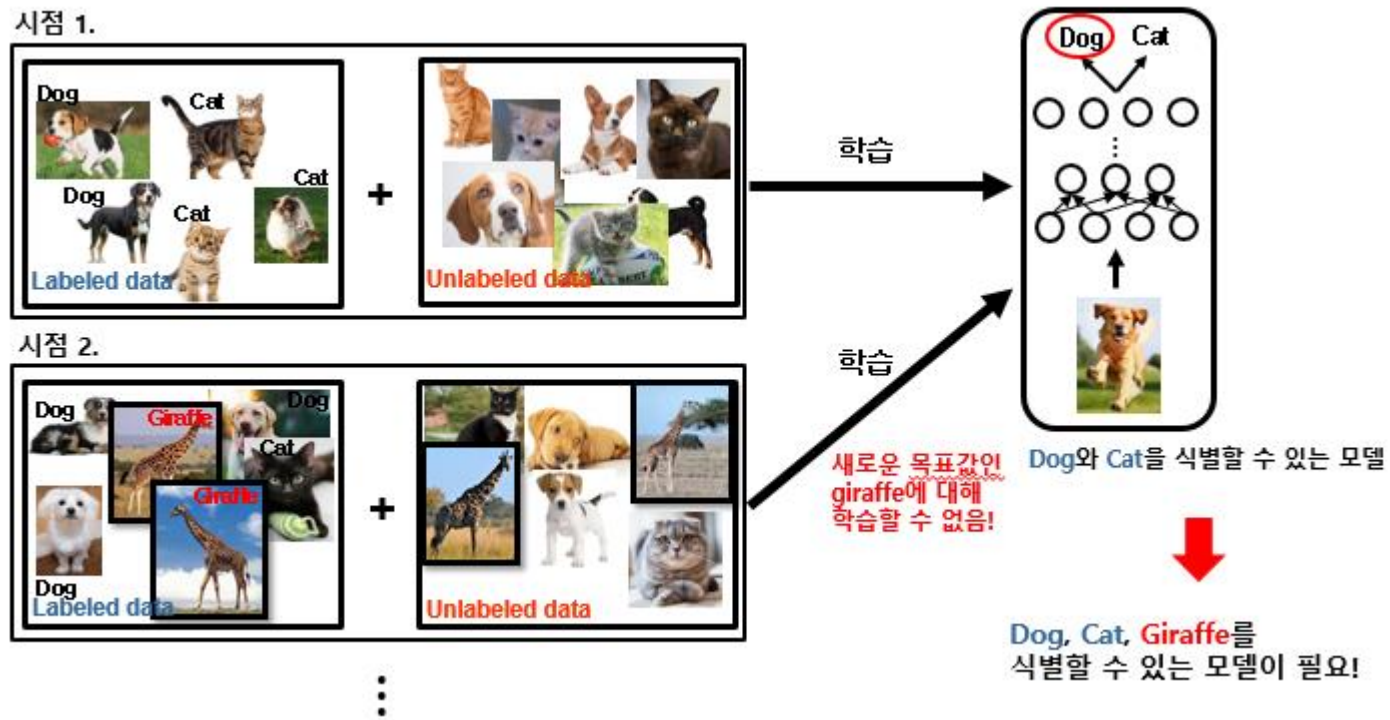 시점 1.
Dog
Cat
Cat
Dog
Cat
Labeled data
+
Unlabeled data
학습
Dog Cat
시점 2.
Dog
Giraffe
Dog
Cat
Giraffe
Dog
Labeled data
+
Unlabeled data
학습
새로운 목표값인
giraffe에 대해
학습할 수 없음!
Dog와 Cat을 식별할 수 있는 모델
Dog, Cat, Giraffe를
식별할 수 있는 모델이 필요!